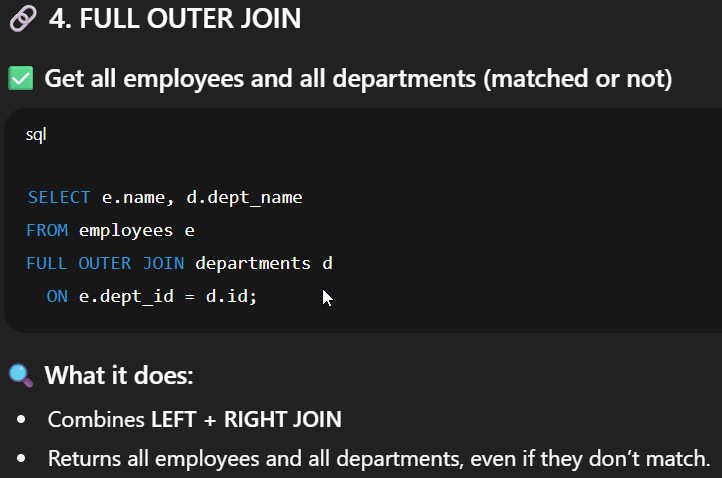 🔗 4. FULL OUTER JOIN
✅ Get all employees and all departments (matched or not)
sql
SELECT e.name, d.dept_name
FROM employees e
FULL OUTER JOIN departments d
  ON e.dept_id = d.id;
🔍 What it does:
• Combines LEFT + RIGHT JOIN
• Returns all employees and all departments, even if they don’t match.